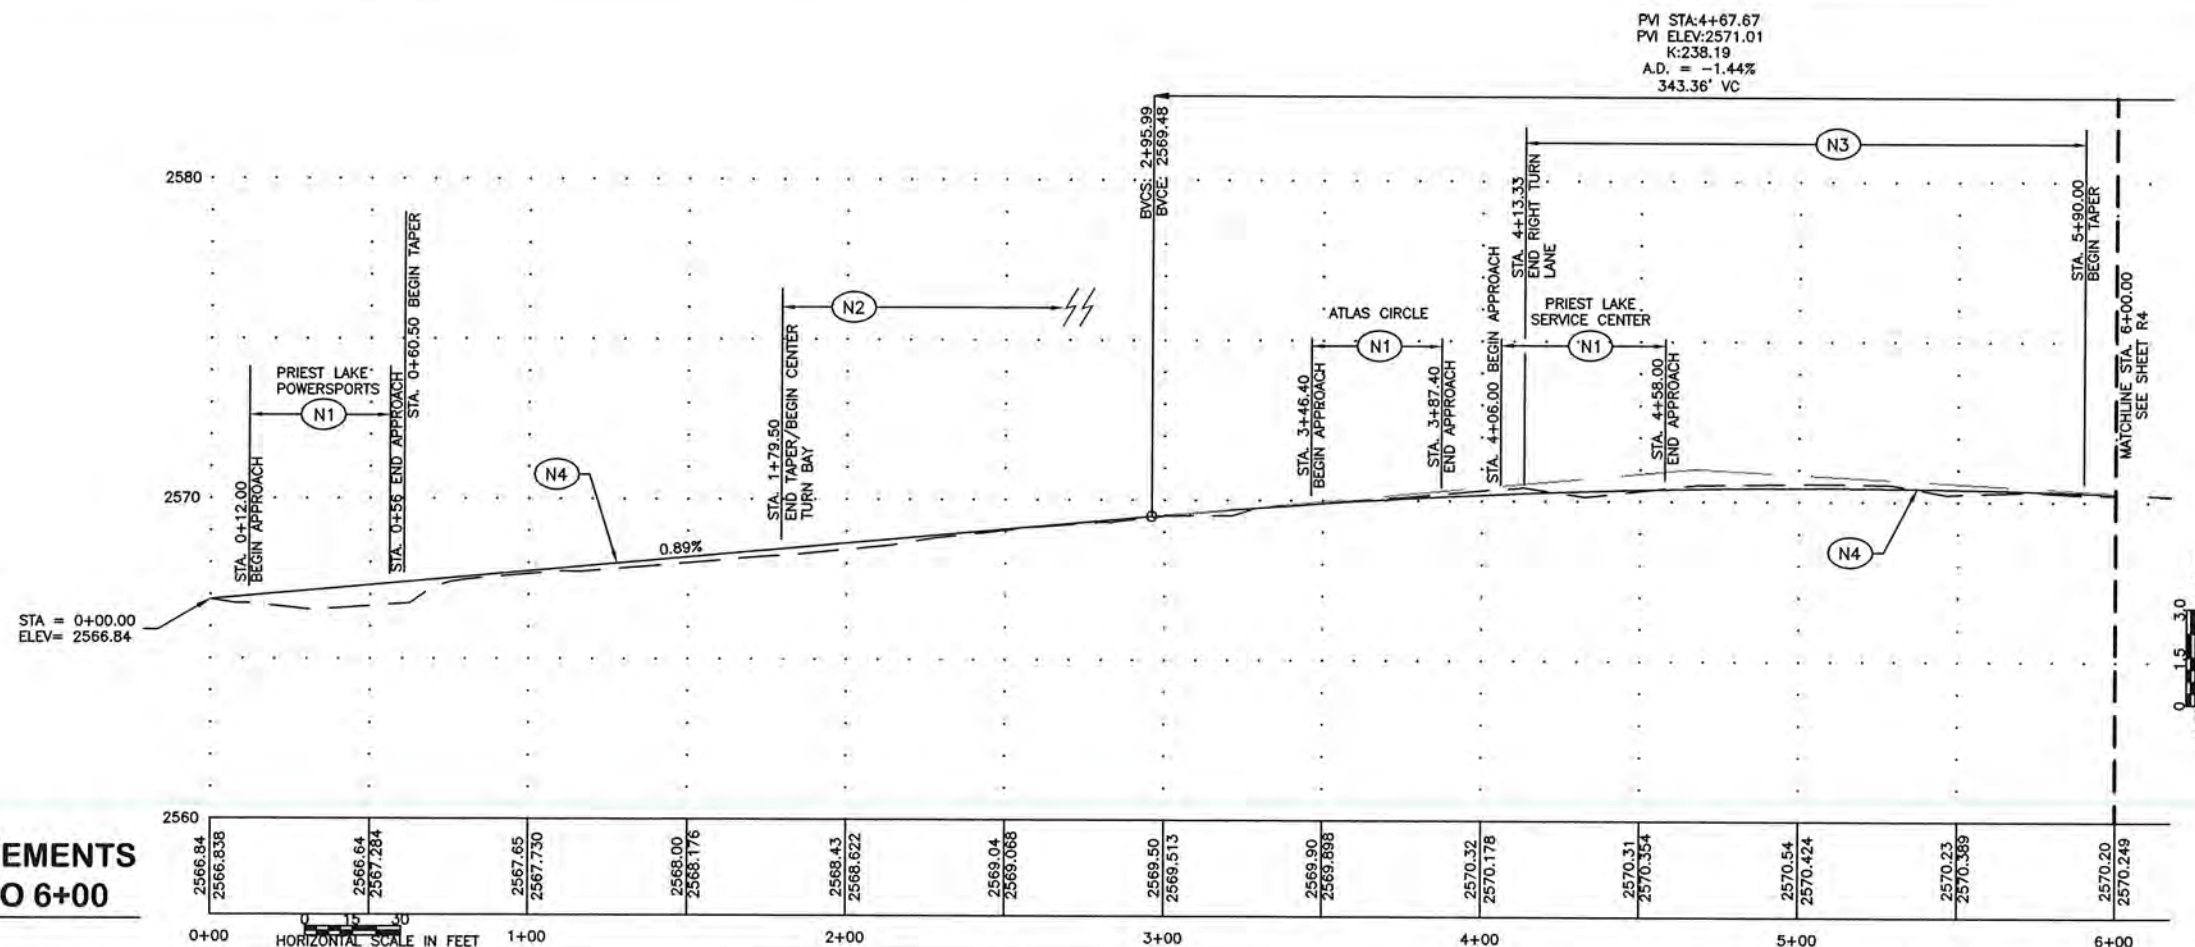 PVI STA:4+67.67
PVI ELEV:2571.01
K:238.19
A.D. = -1.44%
343.36' VC
BVCS: 2+95.99
BVCE: 2569.48
N3
2580
STA. 4+13.33
END RIGHT TURN
LANE
STA. 5+90.00
BEGIN TAPER
MATCHLINE STA. 6+00.00
SEE SHEET R4
STA. 0+60.50 BEGIN TAPER
N2
STA. 1+79.50
END TAPER/BEGIN CENTER
TURN BAY
ATLAS CIRCLE
N1
STA. 3+46.40
BEGIN APPROACH
STA. 3+87.40
END APPROACH
PRIEST LAKE
SERVICE CENTER
N1
STA. 4+06.00 BEGIN APPROACH
STA. 4+58.00
END APPROACH
PRIEST LAKE
POWERSPORTS
N1
STA. 0+12.00
BEGIN APPROACH
STA. 0+56 END APPROACH
N4
2570
0.89%
N4
STA = 0+00.00
ELEV= 2566.84
0 1.5 3.0
2560
EMENTS
O 6+00
2566.84
2566.838
2566.64
2567.284
2567.65
2567.730
2568.00
2568.176
2568.43
2568.622
2569.04
2569.068
2569.50
2569.513
2569.90
2569.898
2570.32
2570.178
2570.31
2570.354
2570.54
2570.424
2570.23
2570.389
2570.20
2570.249
0 15 30
HORIZONTAL SCALE IN FEET
0+00 1+00 2+00 3+00 4+00 5+00 6+00